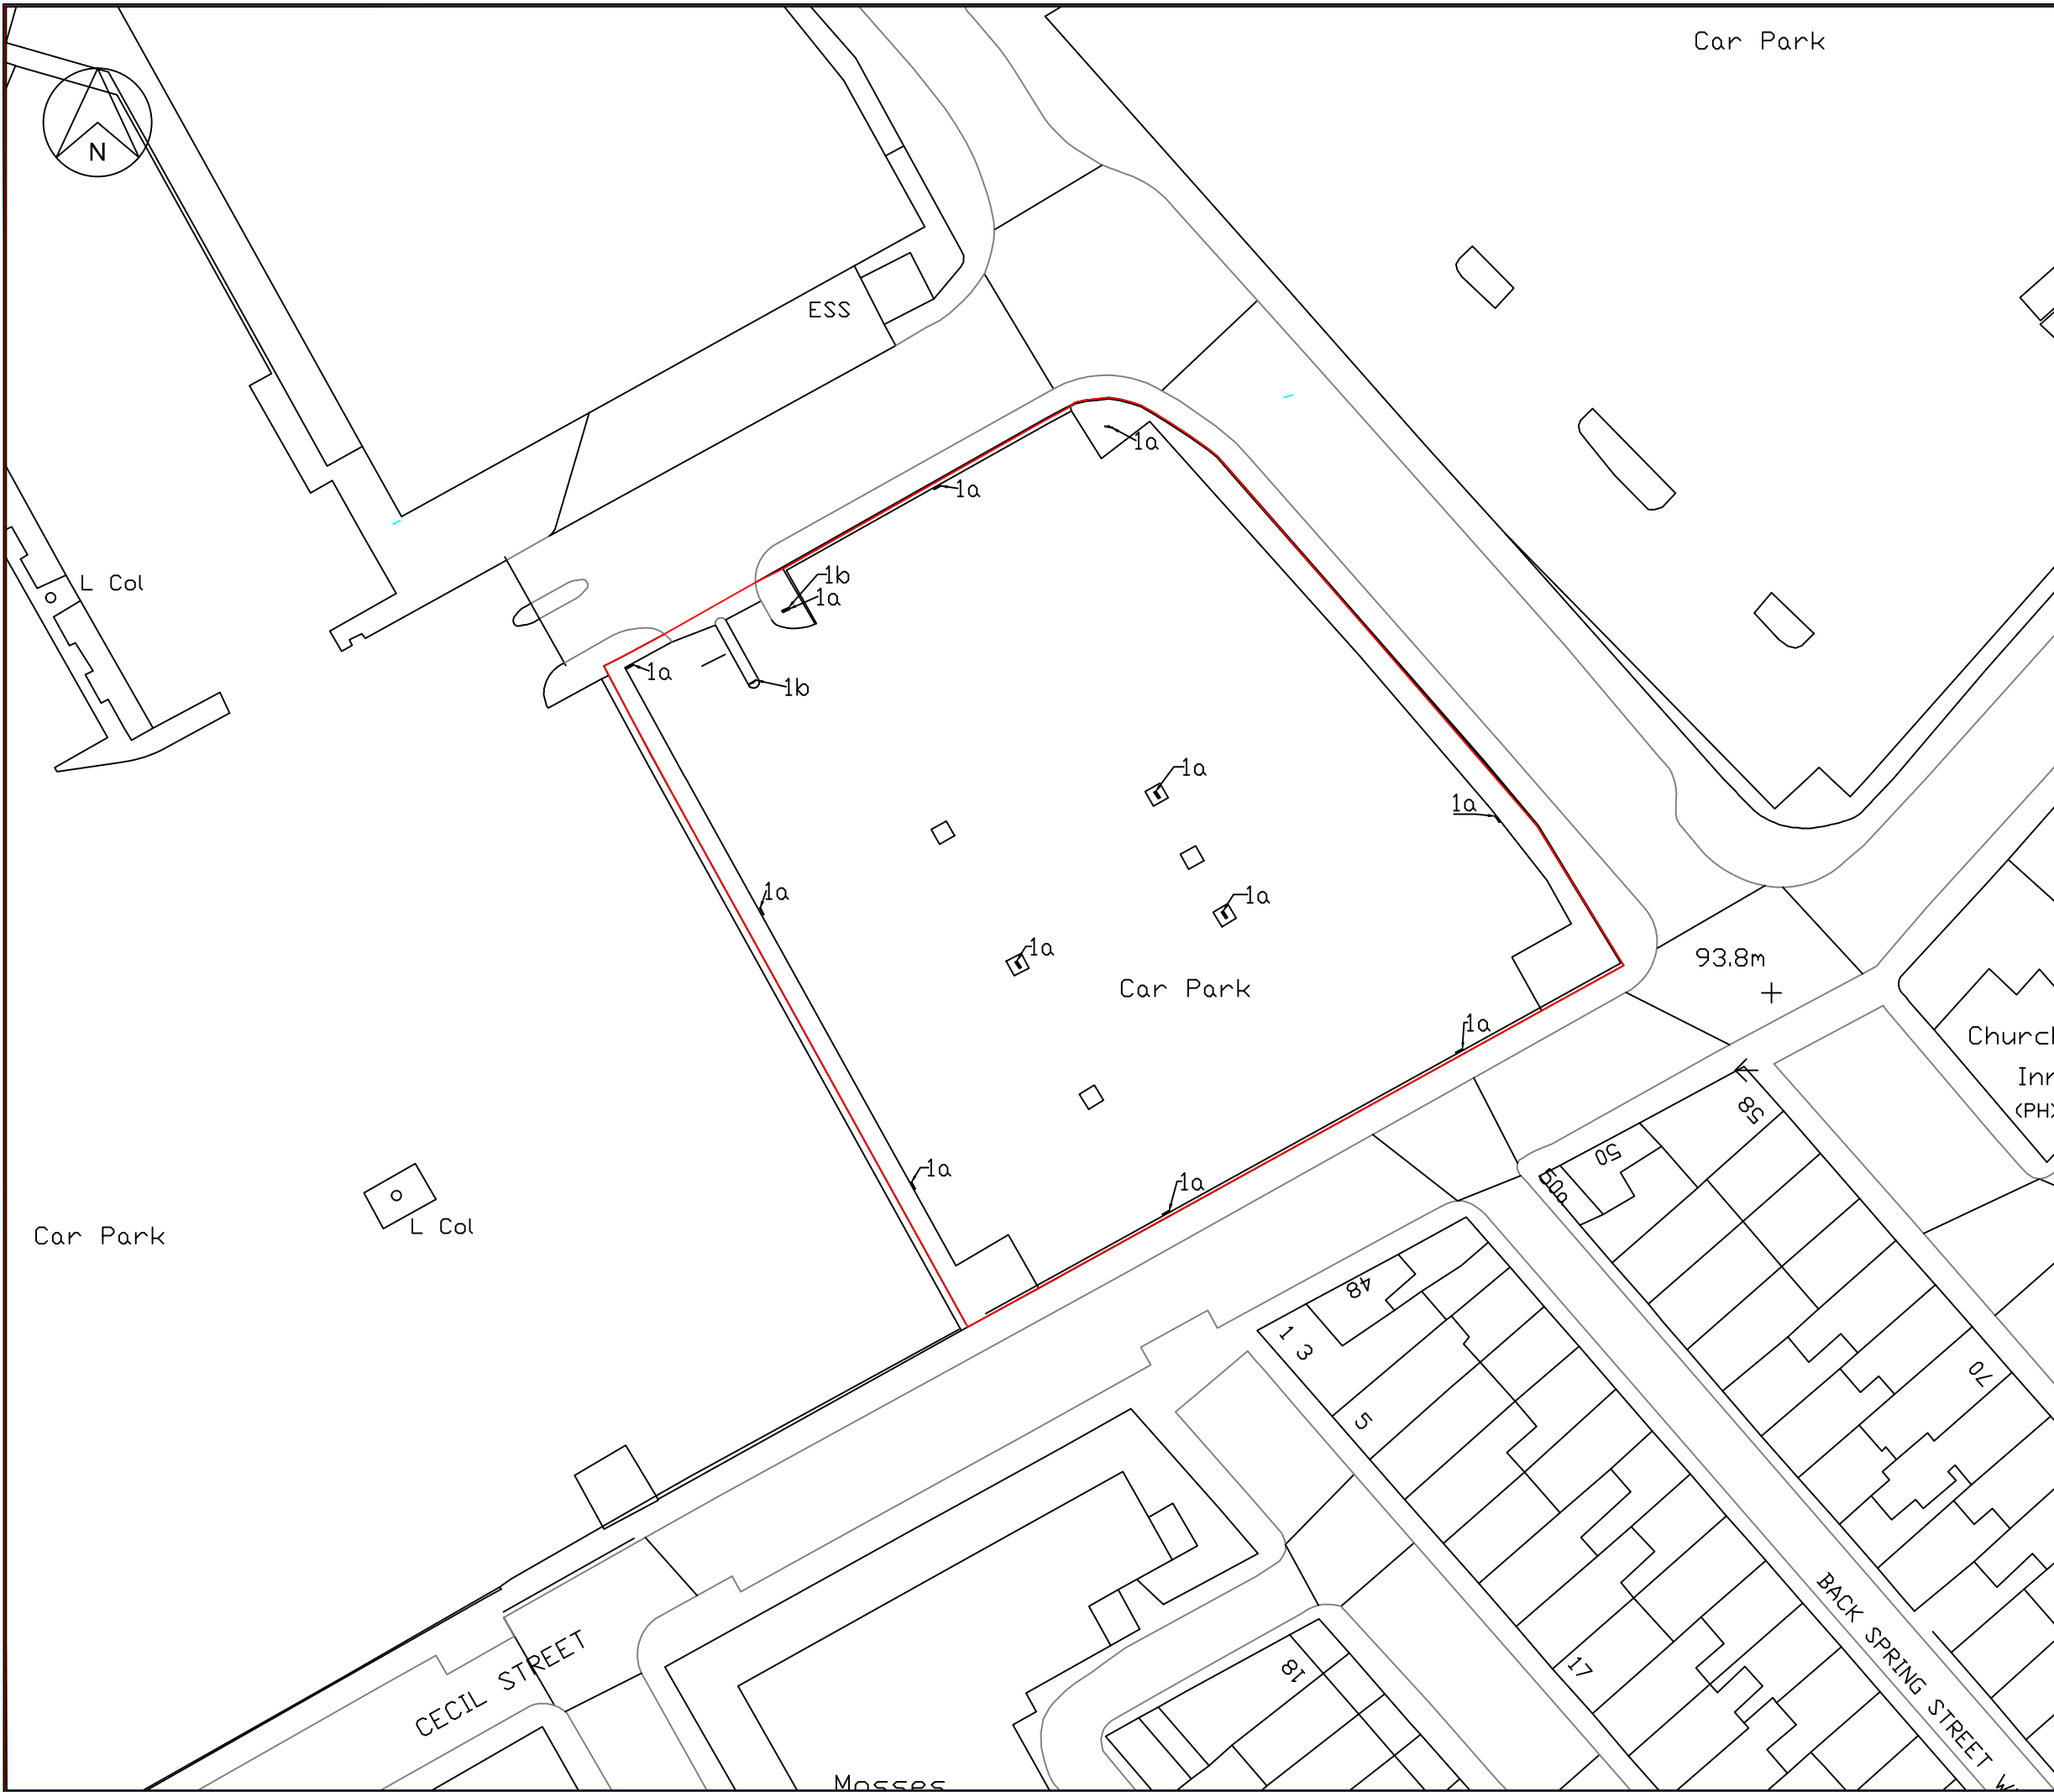 Car Park
N
ESS
1a
1a
1b
1a
L Col
1a
1b
1a
1a
1a
1a
1a
93.8m
Car Park
1a
Church
Inn
(PH)
58
50
50a
1a
1a
L Col
Car Park
48
1 3
5
70
BACK SPRING STREET W
CECIL STREET
17
18
Mosses